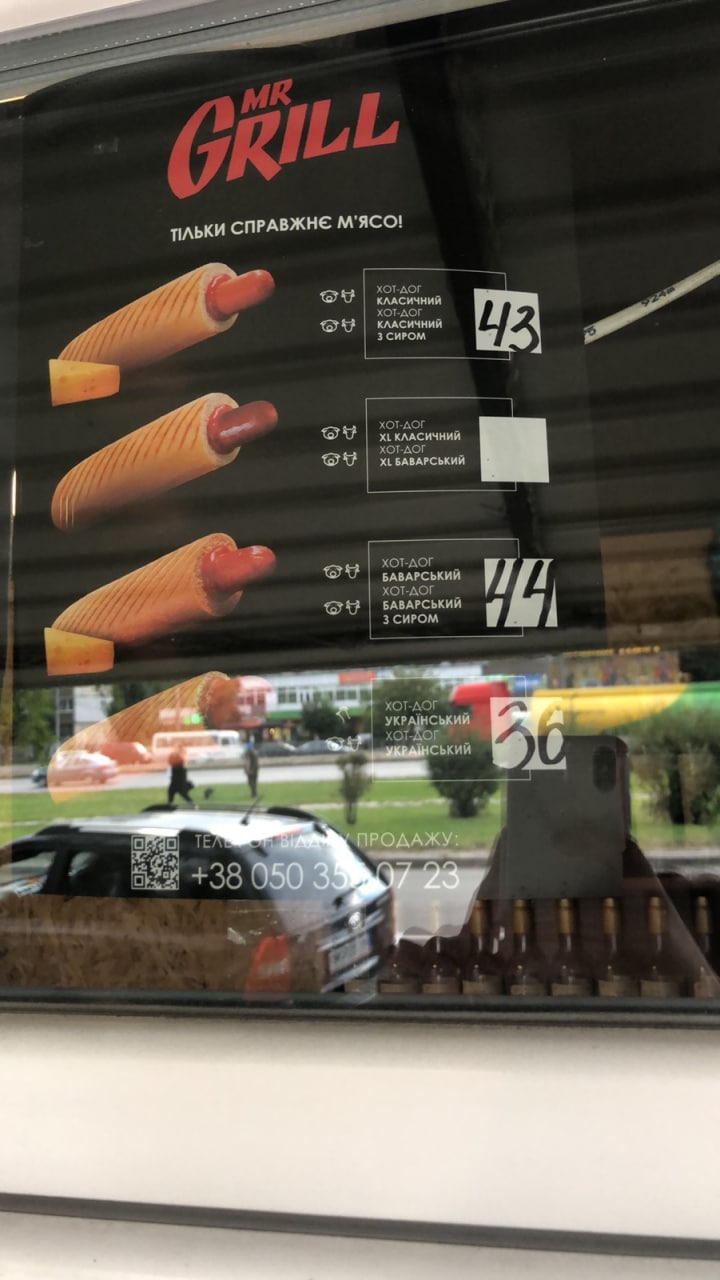 MR
GRILL
ТІЛЬКИ СПРАВЖНЄ М'ЯСО!
ХОТ-ДОГ
КЛАСИЧНИЙ
ХОТ-ДОГ
КЛАСИЧНИЙ
З СИРОМ
43
ХОТ-ДОГ
XL КЛАСИЧНИЙ
ХОТ-ДОГ
XL БАВАРСЬКИЙ
ХОТ-ДОГ
БАВАРСЬКИЙ
ХОТ-ДОГ
БАВАРСЬКИЙ
З СИРОМ
44
ХОТ-ДОГ
УКРАЇНСЬКИЙ
ХОТ-ДОГ
УКРАЇНСЬКИЙ
36
ТЕЛЕФОН ВІДДІЛУ ПРОДАЖУ:
+38 050 07 23